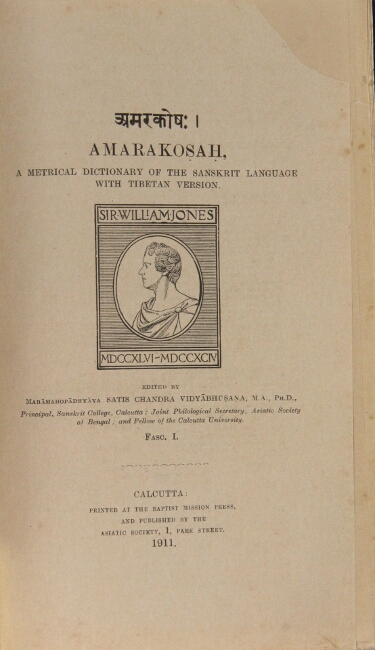 अमरकोषः।
AMARAKOṢAḤ,
A METRICAL DICTIONARY OF THE SANSKRIT LANGUAGE
WITH TIBETAN VERSION.
SIR·WILLIAM·JONES
MDCCXLVI-MDCCXCIV
EDITED BY
MAHĀMAHOPĀDHYĀYA SATIS CHANDRA VIDYĀBHUṢANA, M.A., PH.D.,
Principal, Sanskrit College, Calcutta; Joint Philological Secretary, Asiatic Society
of Bengal; and Fellow of the Calcutta University.
FASC. I.
CALCUTTA:
PRINTED AT THE BAPTIST MISSION PRESS,
AND PUBLISHED BY THE
ASIATIC SOCIETY, 1, PARK STREET.
1911.